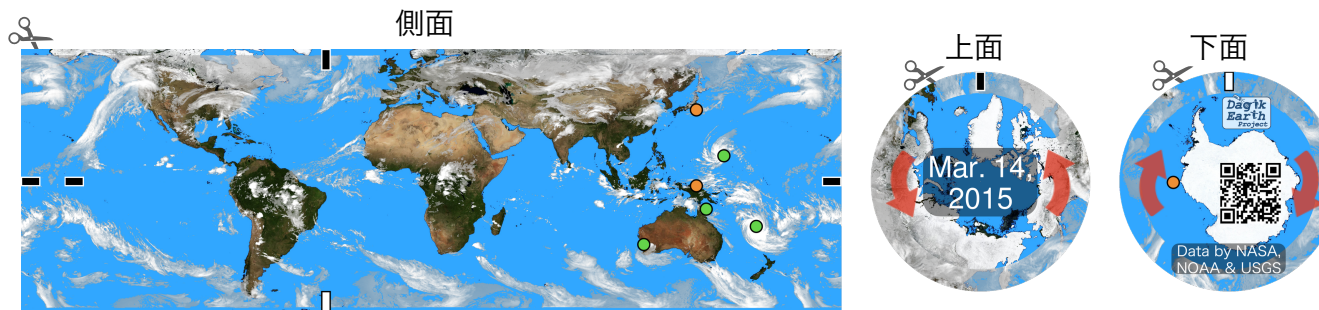 側面
上面
下面
Mar. 14,
2015
Dagik
Earth
Project
Data by NASA,
NOAA & USGS